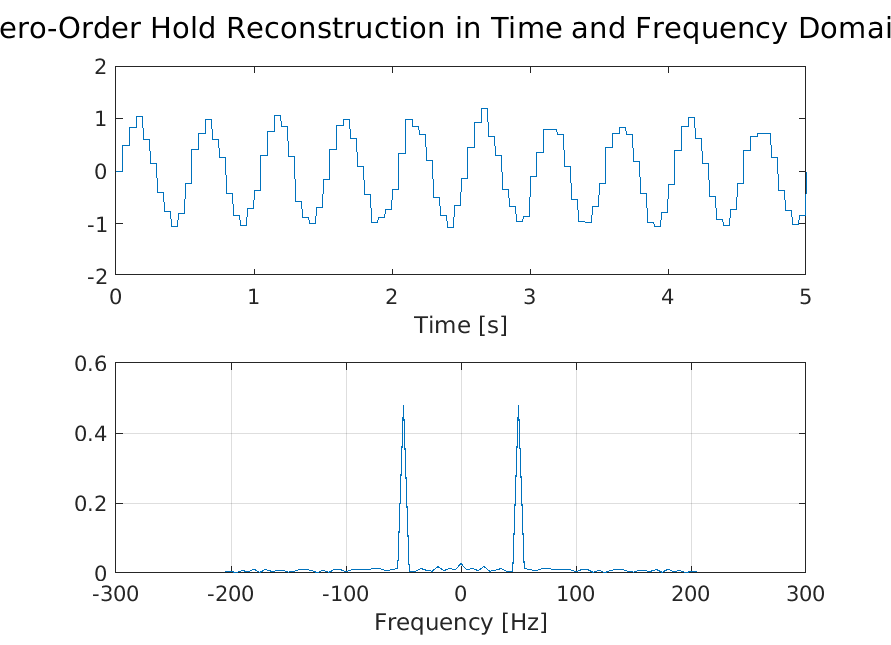 ero-Order Hold Reconstruction in Time and Frequency Domai
2
1
0
-1
-2
0 1 2 3 4 5
Time [s]
0.6
0.4
0.2
0
-300 -200 -100 0 100 200 300
Frequency [Hz]